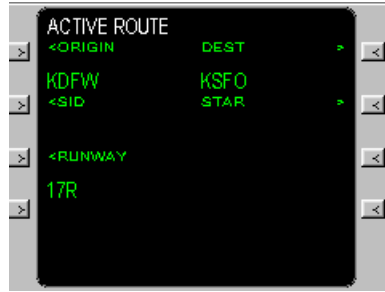 ACTIVE ROUTE
<ORIGIN DEST >
KDFW KSFO
<SID STAR >
<RUNWAY
17R